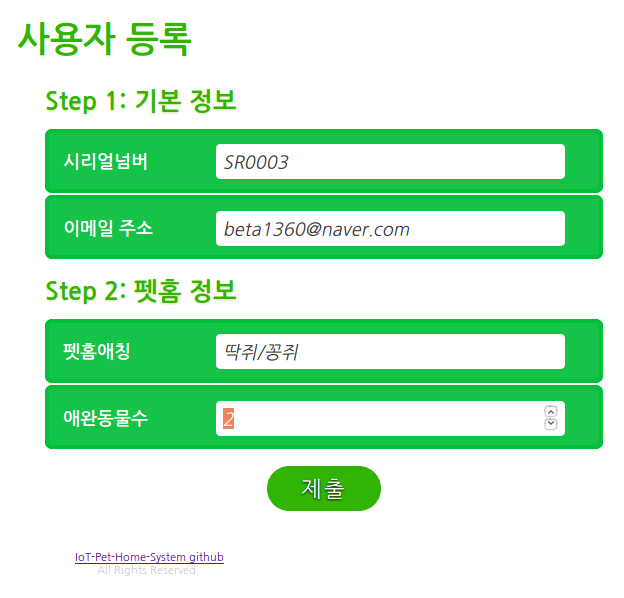 사용자 등록
Step 1: 기본 정보
시리얼넘버 SR0003
이메일 주소 beta1360@naver.com
Step 2: 펫홈 정보
펫홈애칭 딱쥐/꽁쥐
애완동물수 2
제출
IoT-Pet-Home-System github
All Rights Reserved.